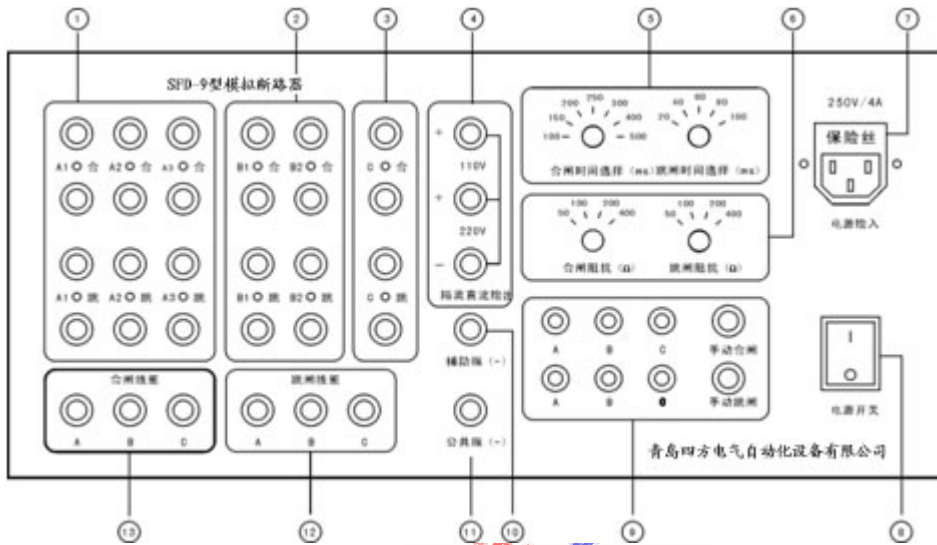 ① ② ③ ④ ⑤ ⑥ ⑦
SFD-9型模拟断路器
A1 合 A2 合 A3 合
A1 跳 A2 跳 A3 跳
B1 合 B2 合
B1 跳 B2 跳
C 合
C 跳
+
110V
+
220V
−
隔离直流输出
辅助端 (-)
公共端 (-)
100 150 200 250 300 400 500
合闸时间选择 (ms)
20 40 60 80 100
跳闸时间选择 (ms)
50 100 200 400
合闸阻抗 (Ω)
50 100 200 400
跳闸阻抗 (Ω)
A B C 手动合闸
A B 手动跳闸
250V/4A
保险丝
电源输入
电源开关
合闸线圈
A B C
跳闸线圈
A B C
青岛四方电气自动化设备有限公司
⑬ ⑫ ⑪ ⑩ ⑨ ⑧